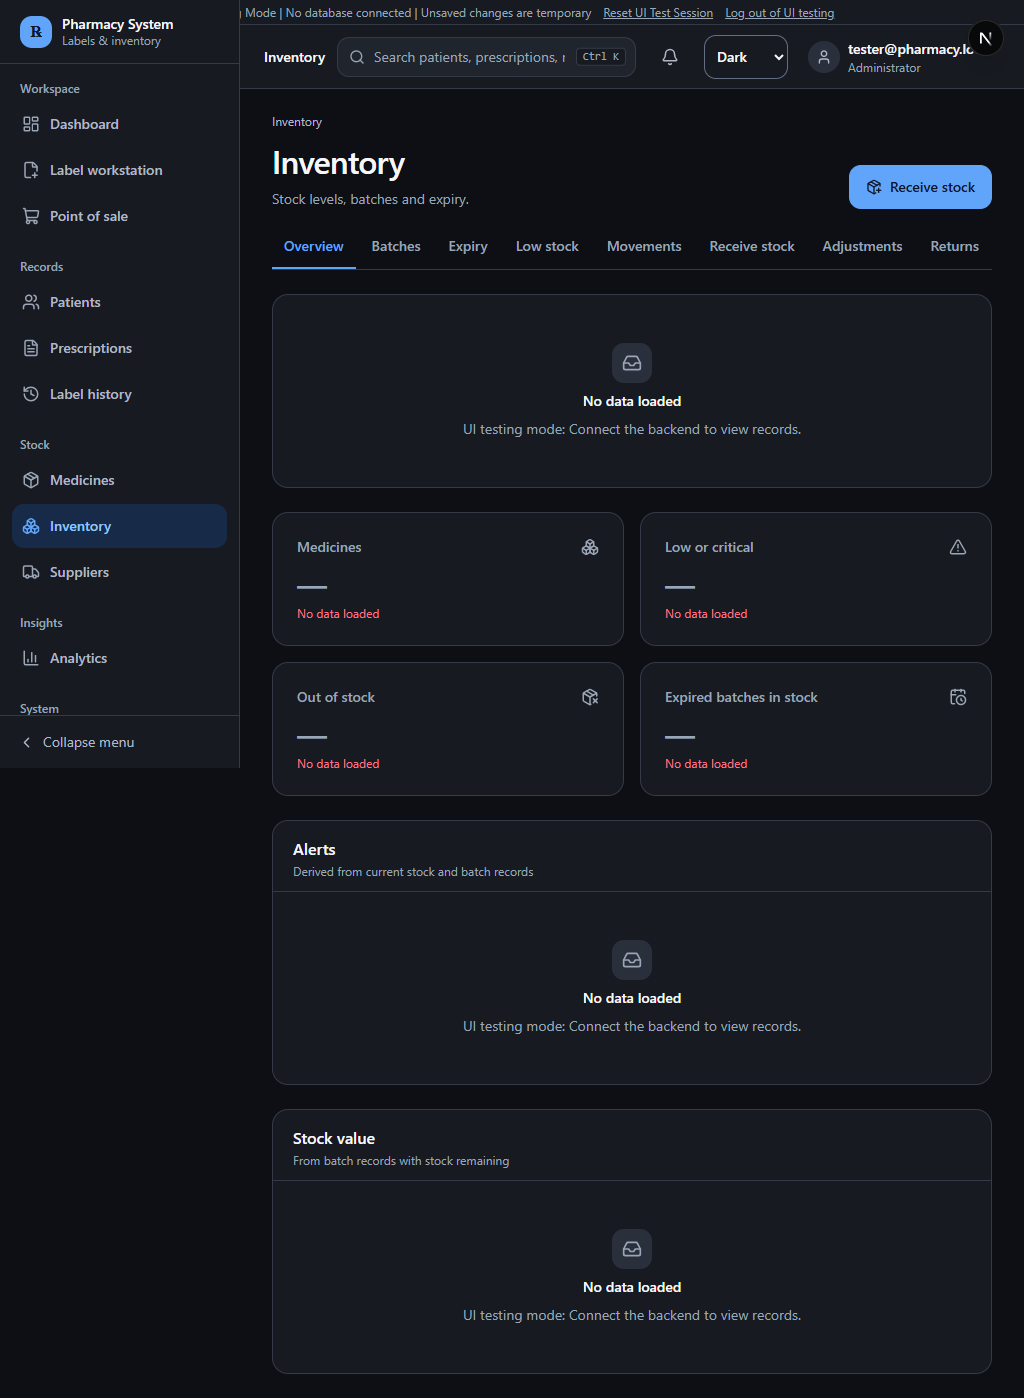 Mode | No database connected | Unsaved changes are temporary Reset UI Test Session Log out of UI testing
Pharmacy System
Labels & inventory
Inventory
Search patients, prescriptions,
Ctrl K
Dark
tester@pharmacy.lo
Administrator
Workspace
Dashboard
Label workstation
Point of sale
Records
Patients
Prescriptions
Label history
Stock
Medicines
Inventory
Suppliers
Insights
Analytics
System
Collapse menu
Inventory
Inventory
Stock levels, batches and expiry.
Receive stock
Overview Batches Expiry Low stock Movements Receive stock Adjustments Returns
No data loaded
UI testing mode: Connect the backend to view records.
Medicines
—
No data loaded
Low or critical
—
No data loaded
Out of stock
—
No data loaded
Expired batches in stock
—
No data loaded
Alerts
Derived from current stock and batch records
No data loaded
UI testing mode: Connect the backend to view records.
Stock value
From batch records with stock remaining
No data loaded
UI testing mode: Connect the backend to view records.